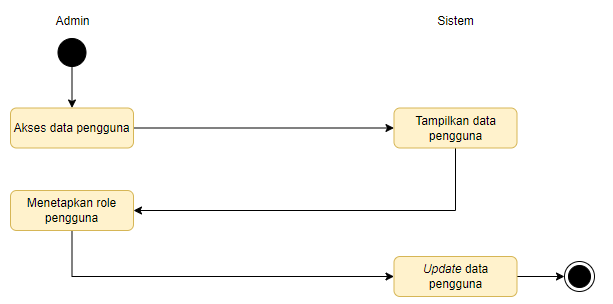 Admin
Sistem
Akses data pengguna
Tampilkan data
pengguna
Menetapkan role
pengguna
Update data
pengguna